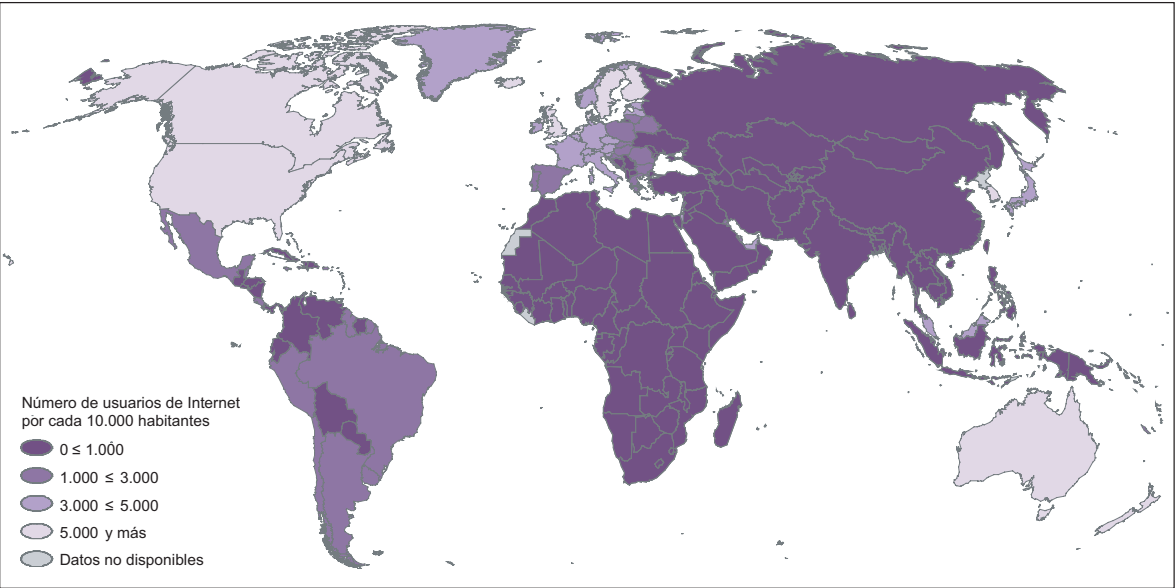 Número de usuarios de Internet
por cada 10.000 habitantes
0 ≤ 1.000
1.000 ≤ 3.000
3.000 ≤ 5.000
5.000 y más
Datos no disponibles